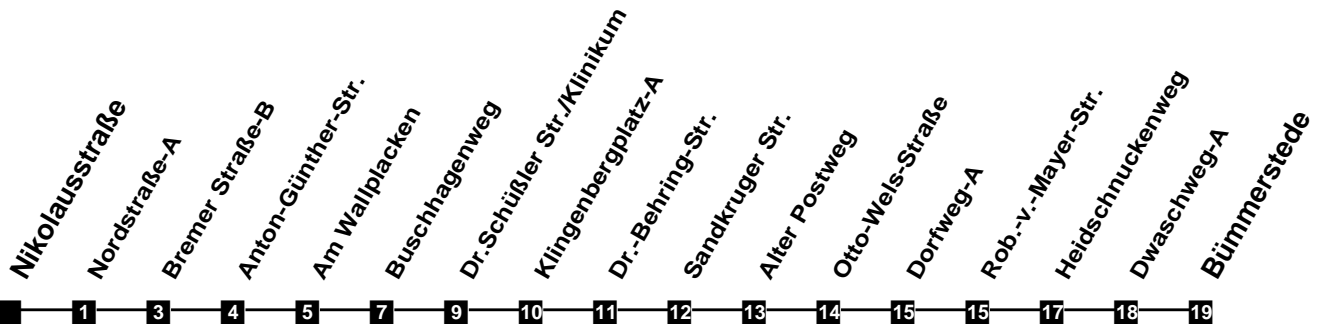 Nikolausstraße
Nordstraße-A
Bremer Straße-B
Anton-Günther-Str.
Am Wallplacken
Buschhagenweg
Dr.Schüßler Str./Klinikum
Klingenbergplatz-A
Dr.-Behring-Str.
Sandkruger Str.
Alter Postweg
Otto-Wels-Straße
Dorfweg-A
Rob.-v.-Mayer-Str.
Heidschnuckenweg
Dwaschweg-A
Bümmerstede
1 3 4 5 7 9 10 11 12 13 14 15 15 17 18 19